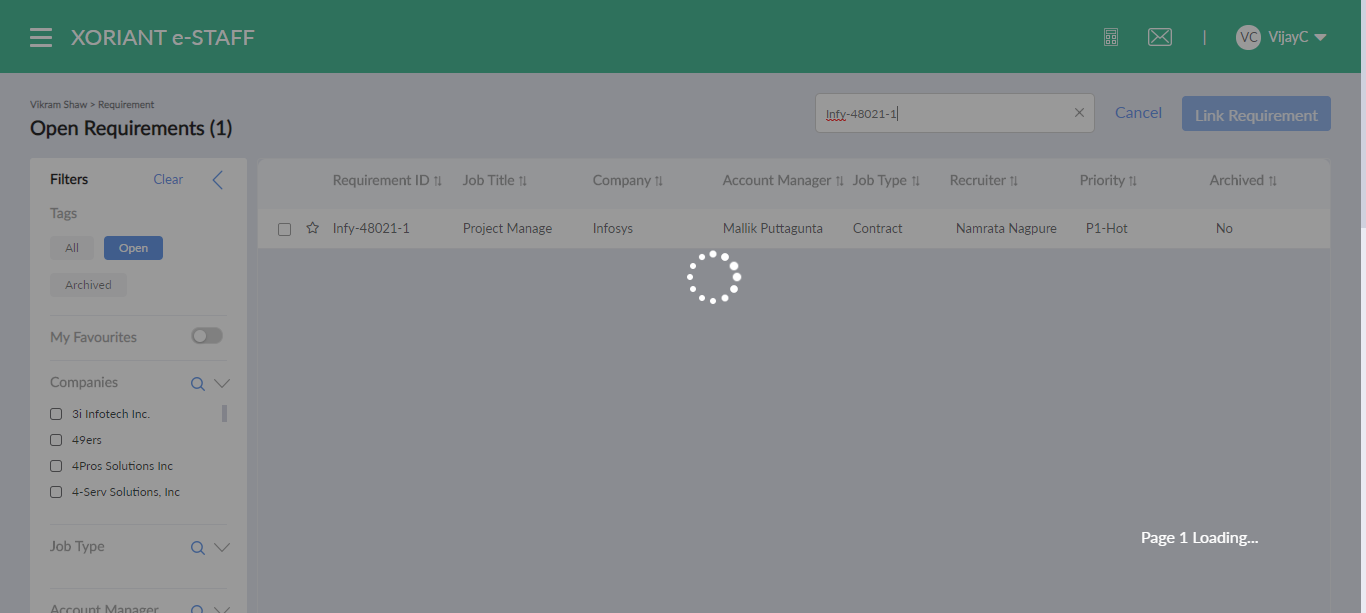 XORIANT e-STAFF
| VC VijayC
Vikram Shaw > Requirement
Open Requirements (1)
Infy-48021-1
Cancel
Link Requirement
Filters Clear
Tags
All Open
Archived
My Favourites
Companies
3i Infotech Inc.
49ers
4Pros Solutions Inc
4-Serv Solutions, Inc
Job Type
Account Manager
Requirement ID Job Title Company Account Manager Job Type Recruiter Priority Archived
Infy-48021-1 Project Manage Infosys Mallik Puttagunta Contract Namrata Nagpure P1-Hot No
Page 1 Loading...